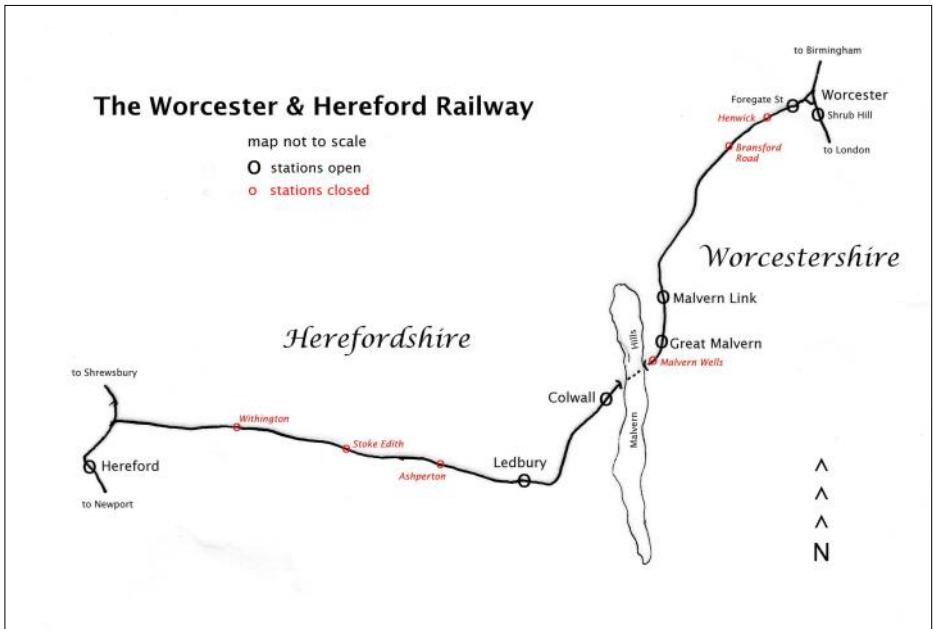 The Worcester & Hereford Railway
map not to scale
O stations open
o stations closed
to Birmingham
Foregate St
Worcester
Henwick
Shrub Hill
Bransford
Road
to London
Worcestershire
Malvern Link
Herefordshire
Hills
Great Malvern
Malvern Wells
to Shrewsbury
Colwall
Malvern
Withington
Stoke Edith
Ledbury
Hereford
Ashperton
to Newport
N